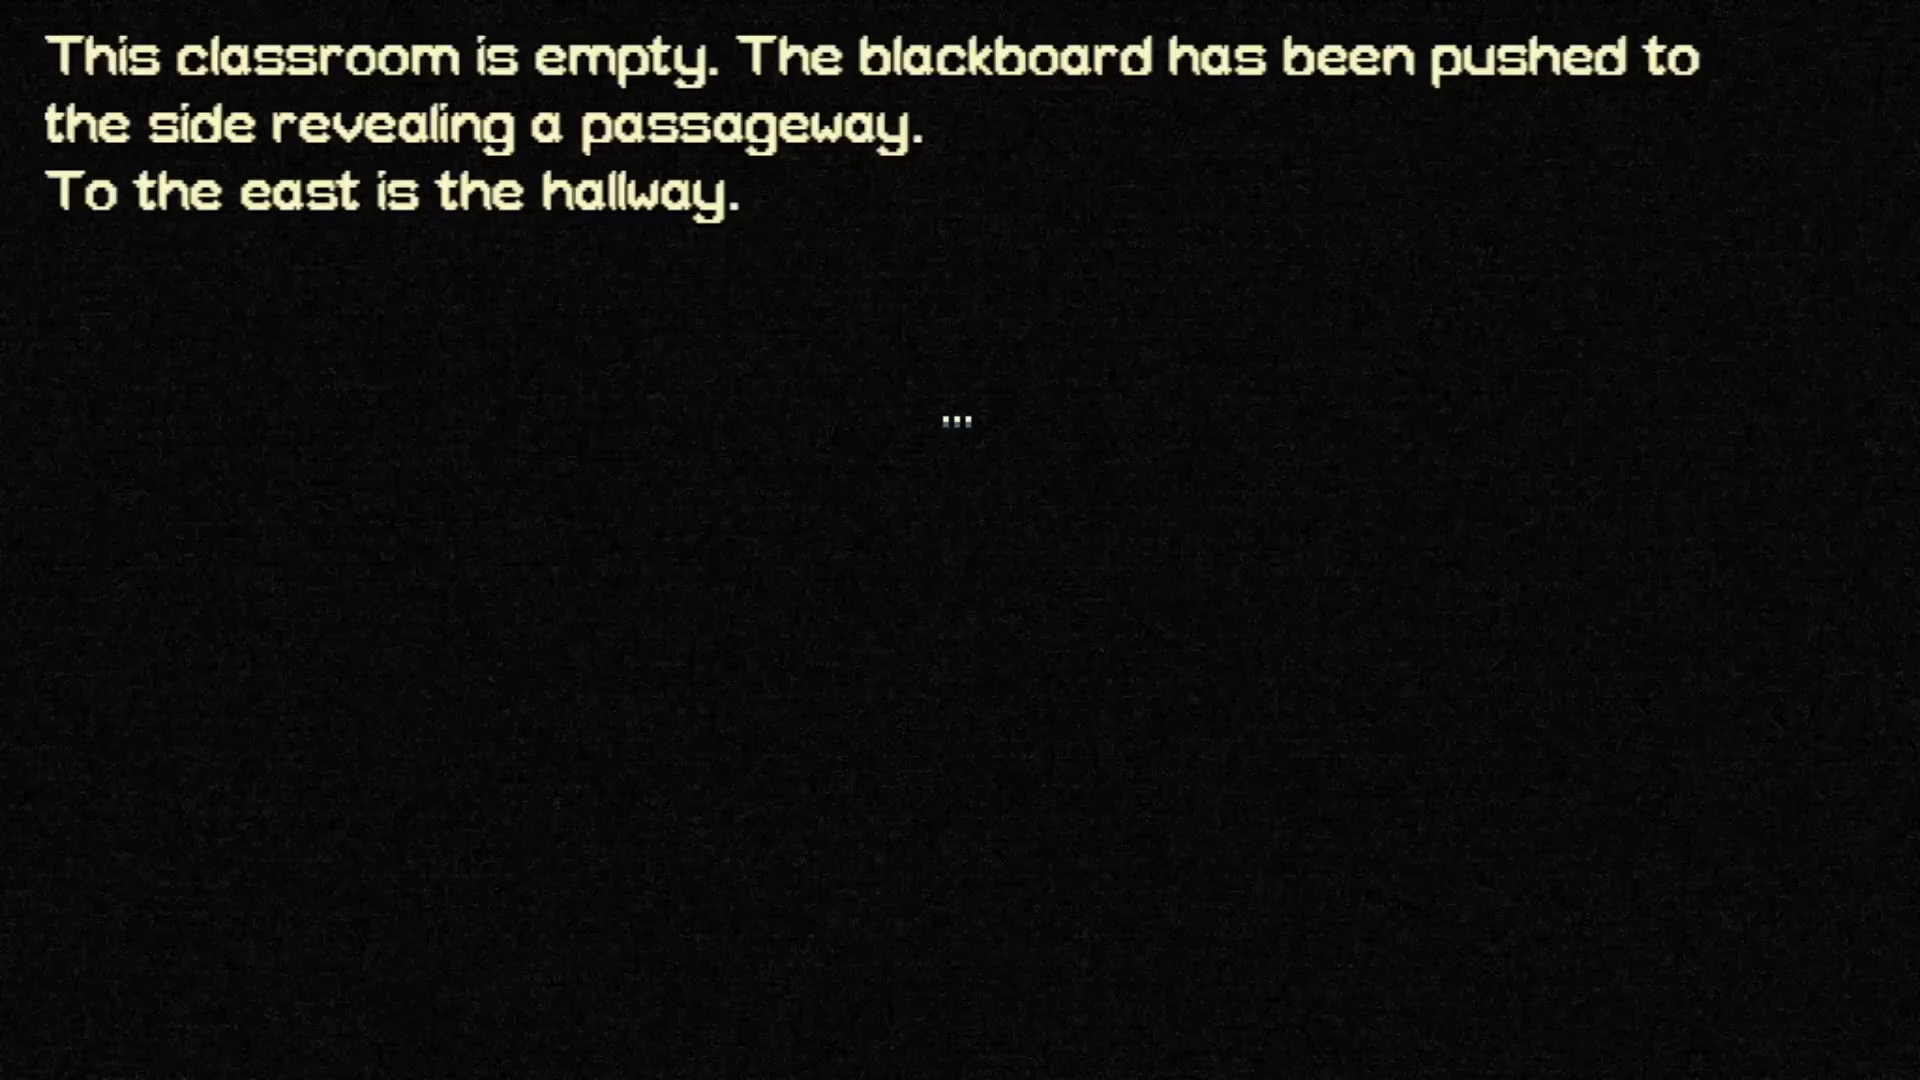 This classroom is empty. The blackboard has been pushed to
the side revealing a passageway.
To the east is the hallway.
...